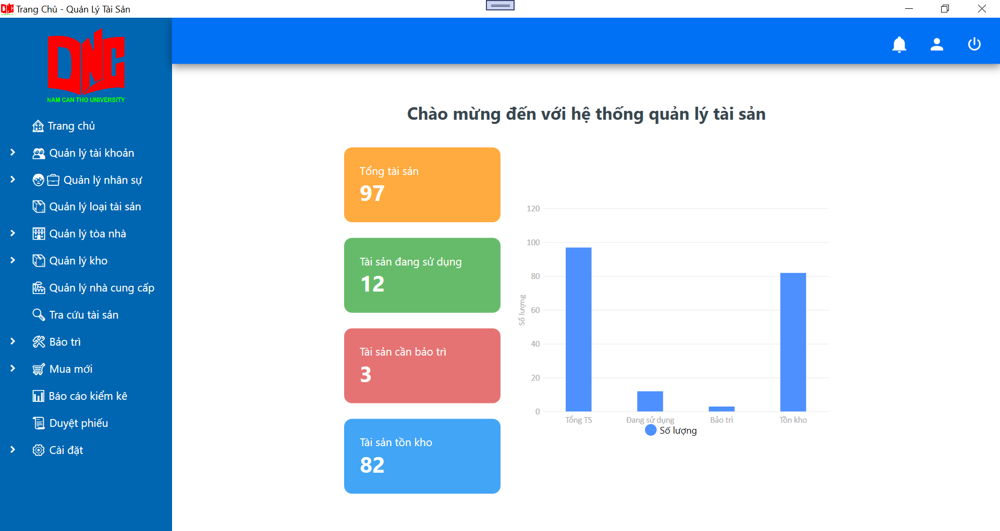 Trang Chủ - Quản Lý Tài Sản
DNC
NAM CAN THO UNIVERSITY
Trang chủ
Quản lý tài khoản
Quản lý nhân sự
Quản lý loại tài sản
Quản lý tòa nhà
Quản lý kho
Quản lý nhà cung cấp
Tra cứu tài sản
Bảo trì
Mua mới
Báo cáo kiểm kê
Duyệt phiếu
Cài đặt
Chào mừng đến với hệ thống quản lý tài sản
Tổng tài sản
97
Tài sản đang sử dụng
12
Tài sản cần bảo trì
3
Tài sản tồn kho
82
Số lượng
120
100
80
60
40
20
0
Tổng TS Đang sử dụng Bảo trì Tồn kho
Số lượng